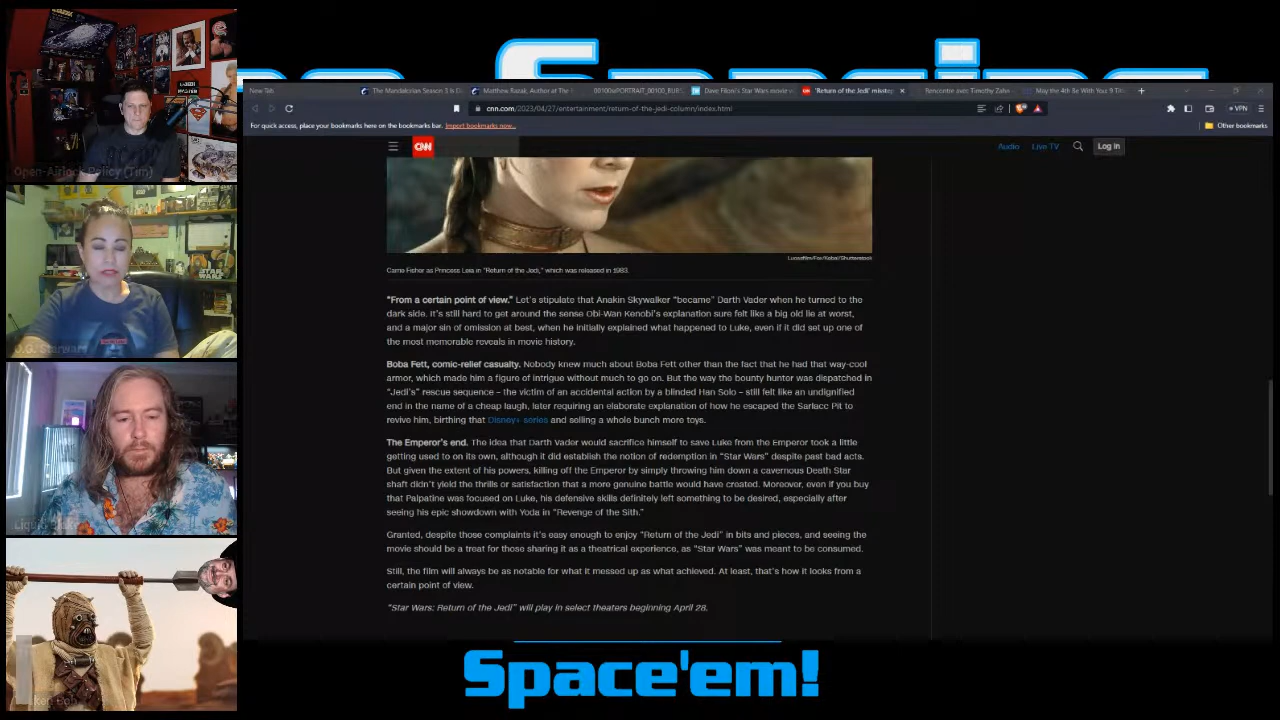 Open-Airlock Policy (Tim)
O.G. Starwars
Liquid Blake
New Tab
The Mandalorian Season 3 Is D
Matthew Razak, Author at The
Dave Filoni's Star Wars movie
'Return of the Jedi' misstep
Rencontre avec Timothy Zahn
May the 4th Be With You: 9 Titl
cnn.com/2023/04/27/entertainment/return-of-the-jedi-column/index.html
VPN
For quick access, place your bookmarks here on the bookmarks bar. Import bookmarks now...
Other bookmarks
CNN
Audio
Live TV
Log In
Lucasfilm/Fox/Kobal/Shutterstock
Carrie Fisher as Princess Leia in "Return of the Jedi," which was released in 1983.
"From a certain point of view." Let's stipulate that Anakin Skywalker "became" Darth Vader when he turned to the
dark side. It's still hard to get around the sense Obi-Wan Kenobi's explanation sure felt like a big old lie at worst,
and a major sin of omission at best, when he initially explained what happened to Luke, even if it did set up one of
the most memorable reveals in movie history.
Boba Fett, comic-relief casualty. Nobody knew much about Boba Fett other than the fact that he had that way-cool
armor, which made him a figure of intrigue without much to go on. But the way the bounty hunter was dispatched in
"Jedi's" rescue sequence – the victim of an accidental action by a blinded Han Solo – still felt like an undignified
end in the name of a cheap laugh, later requiring an elaborate explanation of how he escaped the Sarlacc Pit to
revive him, birthing that Disney+ series and selling a whole bunch more toys.
The Emperor's end. The idea that Darth Vader would sacrifice himself to save Luke from the Emperor took a little
getting used to on its own, although it did establish the notion of redemption in "Star Wars" despite past bad acts.
But given the extent of his powers, killing off the Emperor by simply throwing him down a cavernous Death Star
shaft didn't yield the thrills or satisfaction that a more genuine battle would have created. Moreover, even if you buy
that Palpatine was focused on Luke, his defensive skills definitely left something to be desired, especially after
seeing his epic showdown with Yoda in "Revenge of the Sith."
Granted, despite those complaints it's easy enough to enjoy "Return of the Jedi" in bits and pieces, and seeing the
movie should be a treat for those sharing it as a theatrical experience, as "Star Wars" was meant to be consumed.
Still, the film will always be as notable for what it messed up as what achieved. At least, that's how it looks from a
certain point of view.
"Star Wars: Return of the Jedi" will play in select theaters beginning April 28.
Space'em!